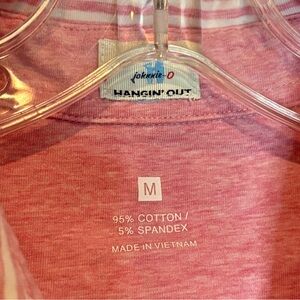 johnnie-O
HANGIN' OUT
M
95% COTTON /
5% SPANDEX
MADE IN VIETNAM